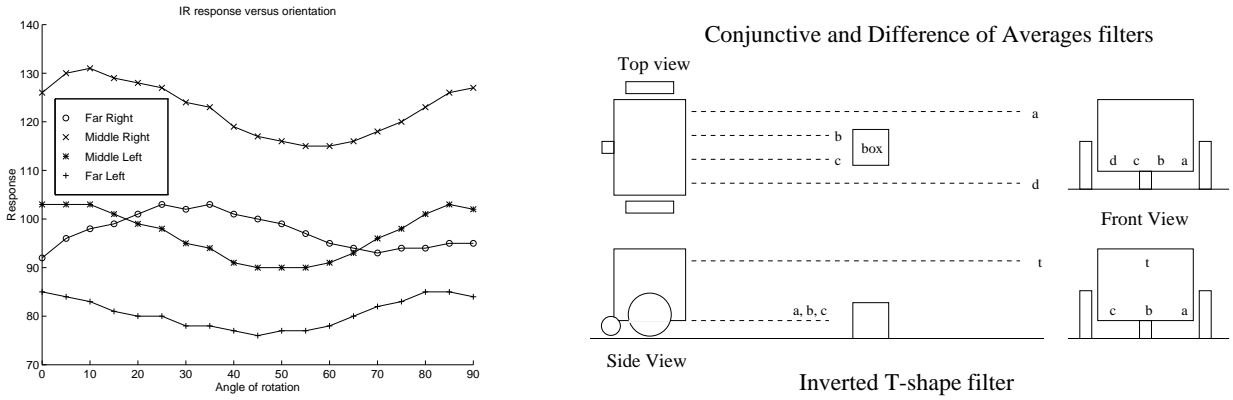 IR response versus orientation
140
130
120
110
100
90
80
70
Response
Far Right
Middle Right
Middle Left
Far Left
0 10 20 30 40 50 60 70 80 90
Angle of rotation
Conjunctive and Difference of Averages filters
Top view
a
b
box
c
d
d c b a
Front View
t
a, b, c
Side View
t
c b a
Inverted T-shape filter